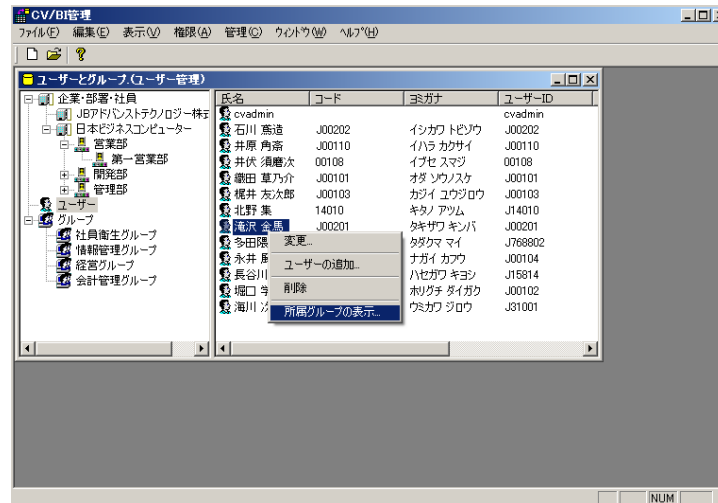 CV/BI管理
ファイル(F) 編集(E) 表示(V) 権限(A) 管理(C) ウィンドウ(W) ヘルプ(H)
ユーザーとグループ.(ユーザー管理)
企業・部署・社員
JBアドバンストテクノロジー株
日本ビジネスコンピューター
営業部
第一営業部
開発部
管理部
ユーザー
グループ
社員衛生グループ
情報管理グループ
経営グループ
会計管理グループ
氏名 コード ヨミガナ ユーザーID
cvadmin cvadmin
石川 蔦造 J00202 イシカワ トビゾウ J00202
井原 角斎 J00110 イハラ カクサイ J00110
井伏 須磨次 00108 イブセ スマジ 00108
織田 草乃介 J00101 オダ ソウノスケ J00101
梶井 友次郎 J00103 カジイ ユウジロウ J00103
北野 集 14010 キタノ アツム J14010
滝沢 金馬 J00201 タキザワ キンバ J00201
多田隈 タダクマ マイ J768802
永井 ナガイ カフウ J00104
長谷川 ハセガワ キヨシ J15814
堀口 ホリグチ ダイガク J00102
海川 ウミカワ ジロウ J31001
変更...
ユーザーの追加...
削除
所属グループの表示...
NUM